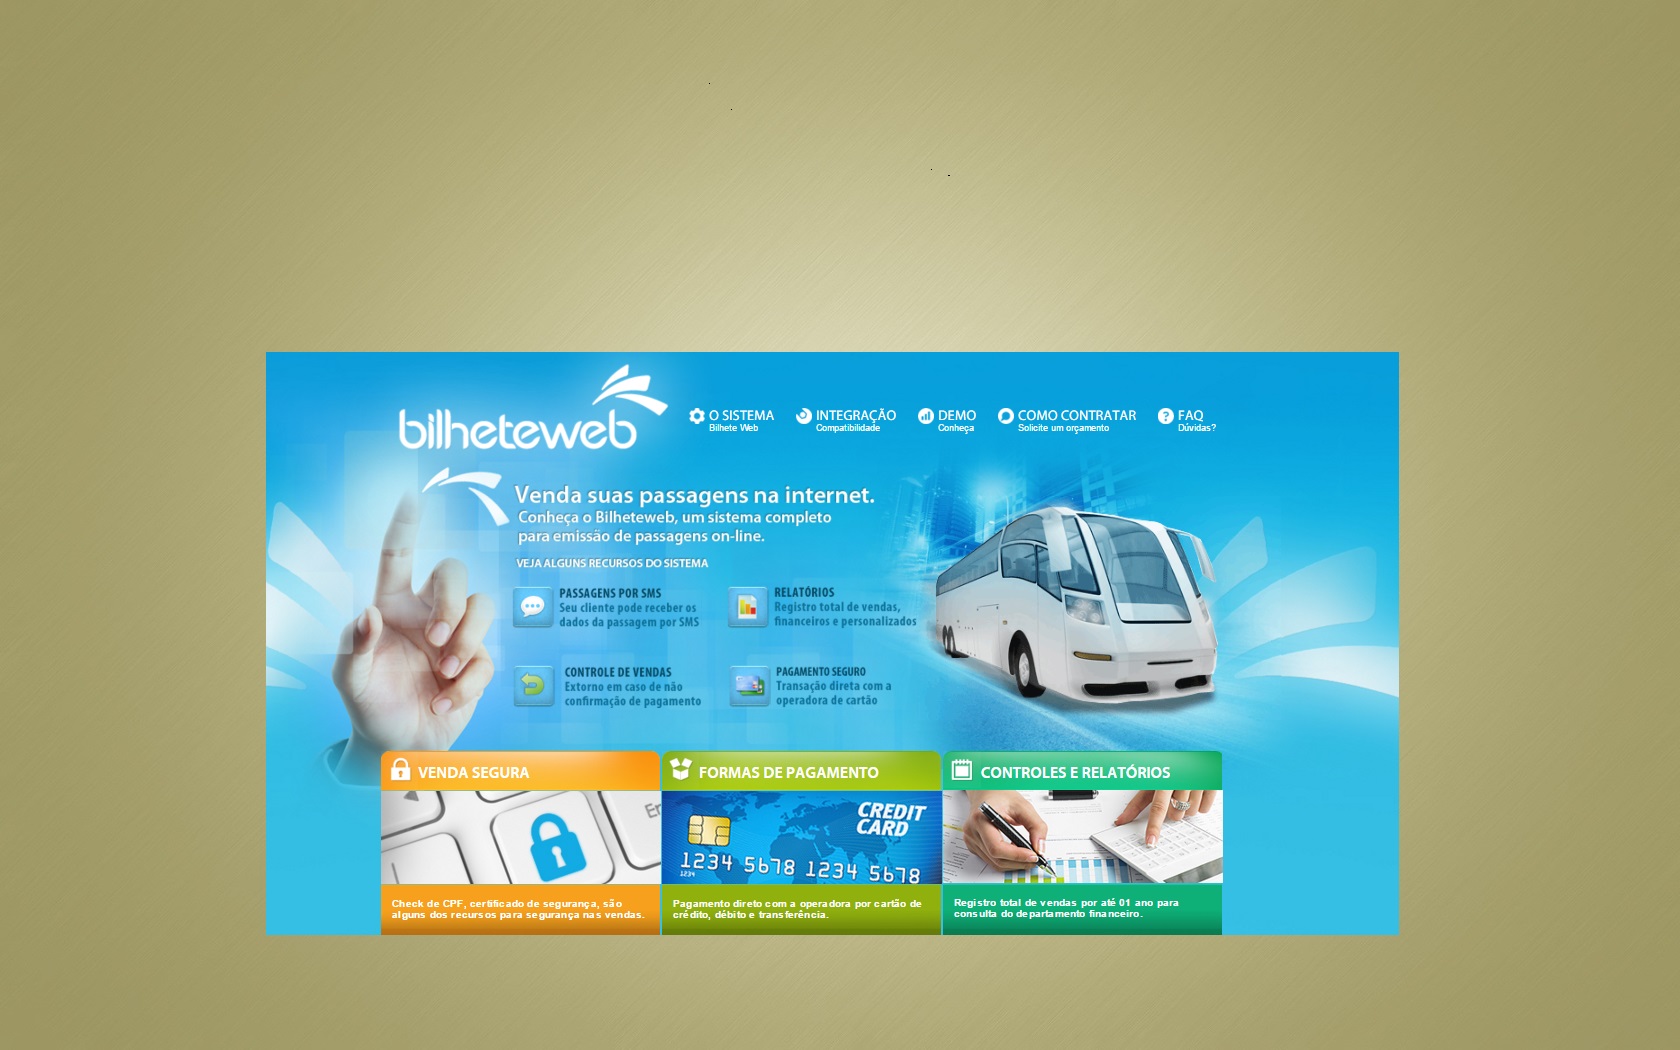 bilheteweb
O SISTEMA
Bilhete Web
INTEGRAÇÃO
Compatibilidade
DEMO
Conheça
COMO CONTRATAR
Solicite um orçamento
FAQ
Dúvidas?
Venda suas passagens na internet.
Conheça o Bilheteweb, um sistema completo
para emissão de passagens on-line.
VEJA ALGUNS RECURSOS DO SISTEMA
PASSAGENS POR SMS
Seu cliente pode receber os
dados da passagem por SMS
RELATÓRIOS
Registro total de vendas,
financeiros e personalizados
CONTROLE DE VENDAS
Extorno em caso de não
confirmação de pagamento
PAGAMENTO SEGURO
Transação direta com a
operadora de cartão
VENDA SEGURA
En
Check de CPF, certificado de segurança, são
alguns dos recursos para segurança nas vendas.
FORMAS DE PAGAMENTO
CREDIT
CARD
1234 5678 1234 5678
1234
Pagamento direto com a operadora por cartão de
crédito, débito e transferência.
CONTROLES E RELATÓRIOS
Registro total de vendas por até 01 ano para
consulta do departamento financeiro.